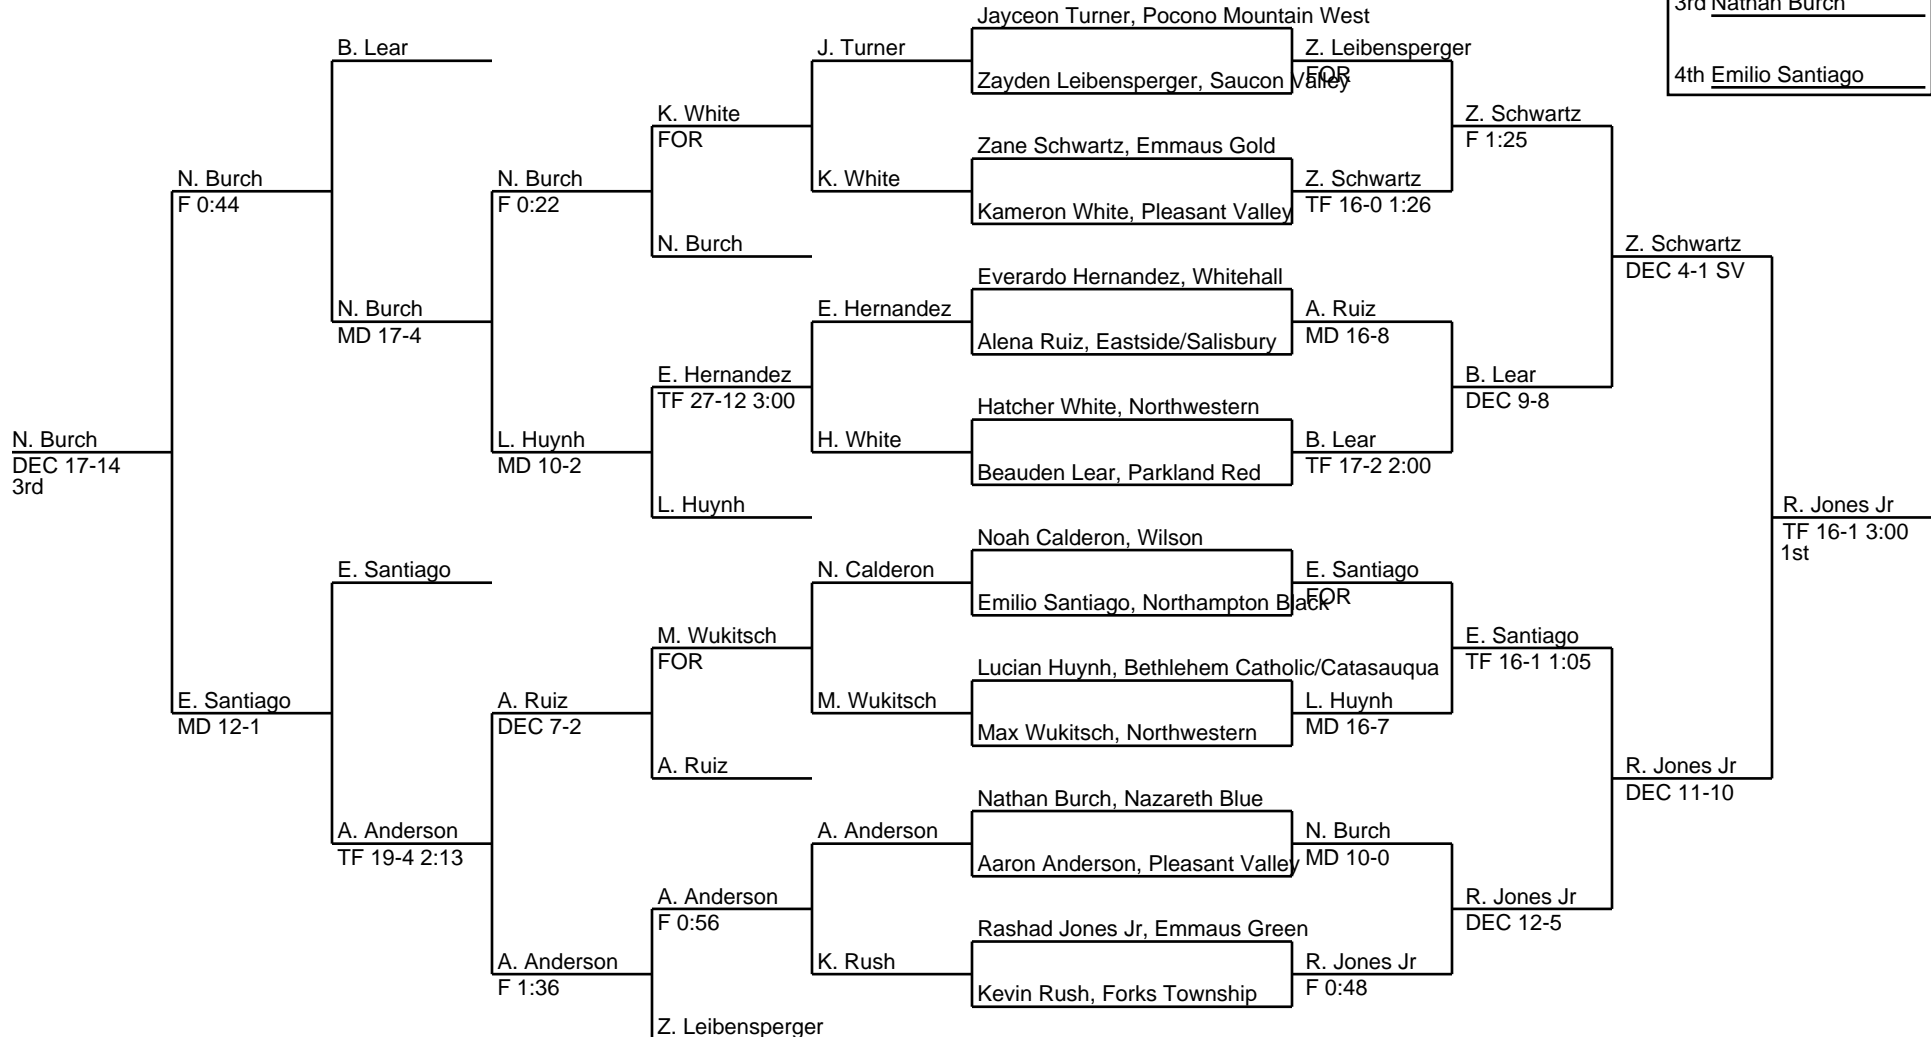 Jayceon Turner, Pocono Mountain West
3rd Nathan Burch
B. Lear
J. Turner
Z. Leibensperger
FOR
Zayden Leibensperger, Saucon Valley
4th Emilio Santiago
K. White
FOR
Z. Schwartz
F 1:25
Zane Schwartz, Emmaus Gold
N. Burch
F 0:44
N. Burch
F 0:22
K. White
Z. Schwartz
TF 16-0 1:26
Kameron White, Pleasant Valley
N. Burch
Z. Schwartz
DEC 4-1 SV
Everardo Hernandez, Whitehall
N. Burch
MD 17-4
E. Hernandez
A. Ruiz
MD 16-8
Alena Ruiz, Eastside/Salisbury
E. Hernandez
TF 27-12 3:00
B. Lear
DEC 9-8
Hatcher White, Northwestern
N. Burch
DEC 17-14
3rd
L. Huynh
MD 10-2
H. White
B. Lear
TF 17-2 2:00
Beauden Lear, Parkland Red
L. Huynh
R. Jones Jr
TF 16-1 3:00
1st
Noah Calderon, Wilson
E. Santiago
N. Calderon
E. Santiago
FOR
Emilio Santiago, Northampton Black
M. Wukitsch
FOR
E. Santiago
TF 16-1 1:05
Lucian Huynh, Bethlehem Catholic/Catasauqua
E. Santiago
MD 12-1
A. Ruiz
DEC 7-2
M. Wukitsch
L. Huynh
MD 16-7
Max Wukitsch, Northwestern
A. Ruiz
R. Jones Jr
DEC 11-10
Nathan Burch, Nazareth Blue
A. Anderson
TF 19-4 2:13
A. Anderson
N. Burch
MD 10-0
Aaron Anderson, Pleasant Valley
A. Anderson
F 0:56
R. Jones Jr
DEC 12-5
Rashad Jones Jr, Emmaus Green
A. Anderson
F 1:36
K. Rush
R. Jones Jr
F 0:48
Kevin Rush, Forks Township
Z. Leibensperger